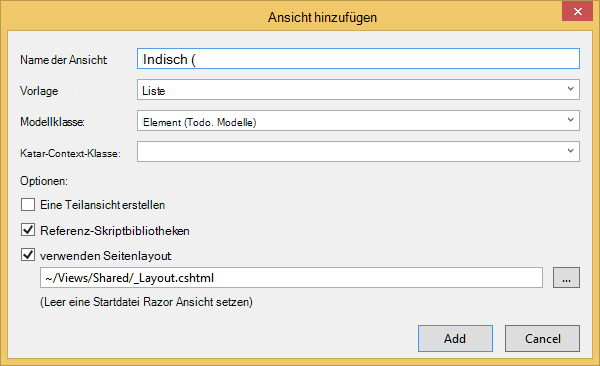 Ansicht hinzufügen
Name der Ansicht:
Indisch (
Vorlage
Liste
Modellklasse:
Element (Todo. Modelle)
Katar-Context-Klasse:
Optionen:
Eine Teilansicht erstellen
Referenz-Skriptbibliotheken
verwenden Seitenlayout
~/Views/Shared/_Layout.cshtml
...
(Leer eine Startdatei Razor Ansicht setzen)
Add
Cancel